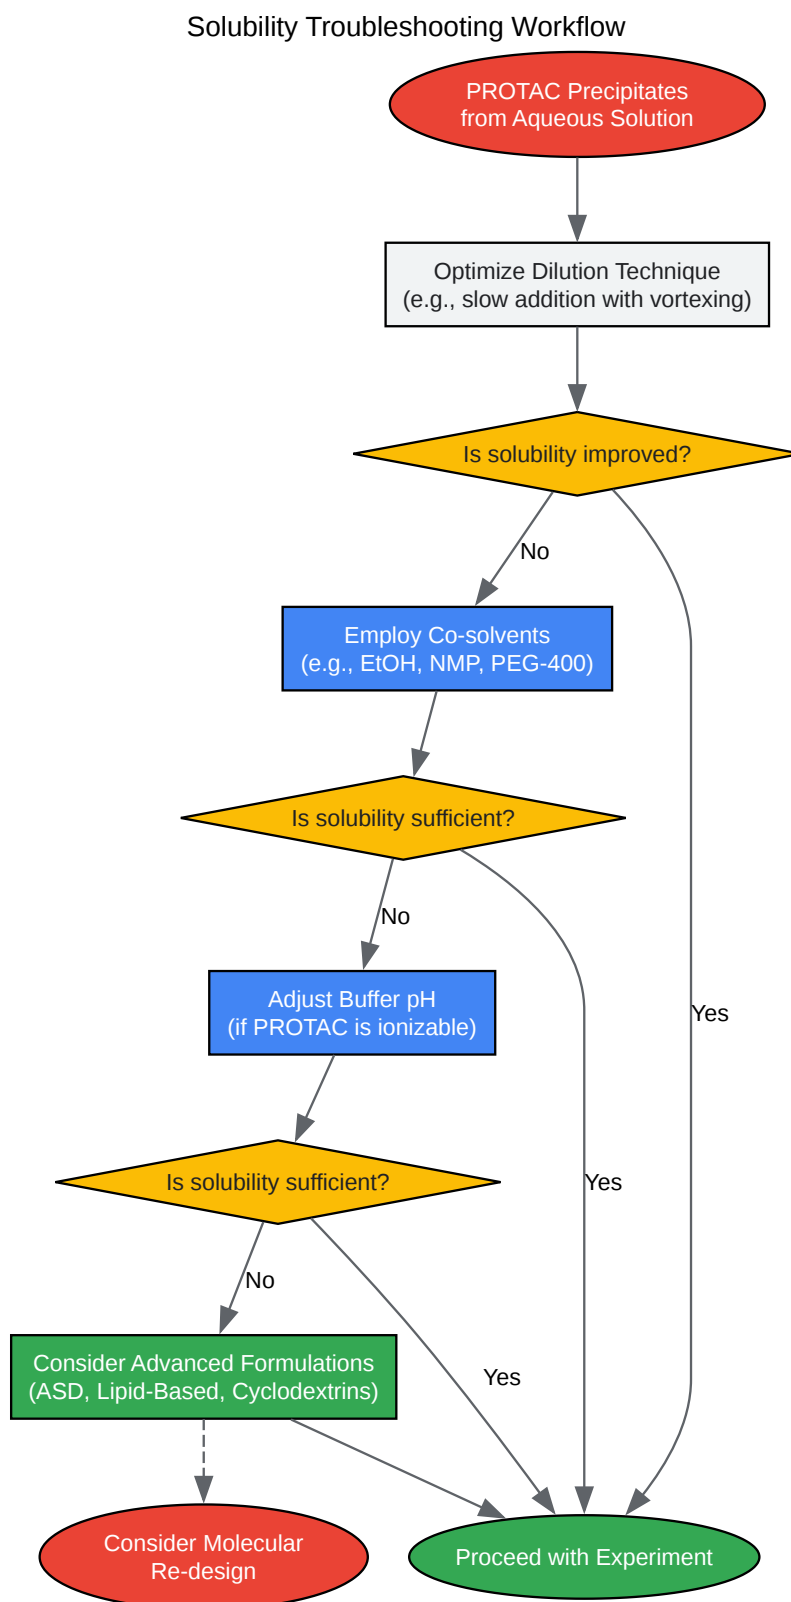 Solubility Troubleshooting Workflow
PROTAC Precipitates
from Aqueous Solution
Optimize Dilution Technique
(e.g., slow addition with vortexing)
Is solubility improved?
No
Employ Co-solvents
(e.g., EtOH, NMP, PEG-400)
Is solubility sufficient?
No
Adjust Buffer pH
(if PROTAC is ionizable)
Yes
Is solubility sufficient?
Yes
No
Consider Advanced Formulations
(ASD, Lipid-Based, Cyclodextrins)
Yes
Consider Molecular
Re-design
Proceed with Experiment